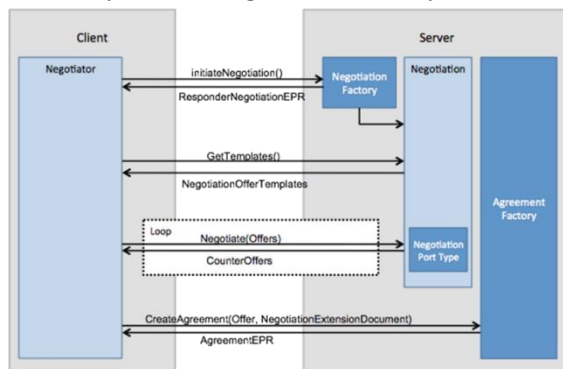 Client
Server
Negotiator
initiateNegotiation()
ResponderNegotiationEPR
Negotiation
Factory
Negotiation
GetTemplates()
NegotiationOfferTemplates
Agreement
Factory
Loop
Negotiate(Offers)
CounterOffers
Negotiation
Port Type
CreateAgreement(Offer, NegotiationExtensionDocument)
AgreementEPR